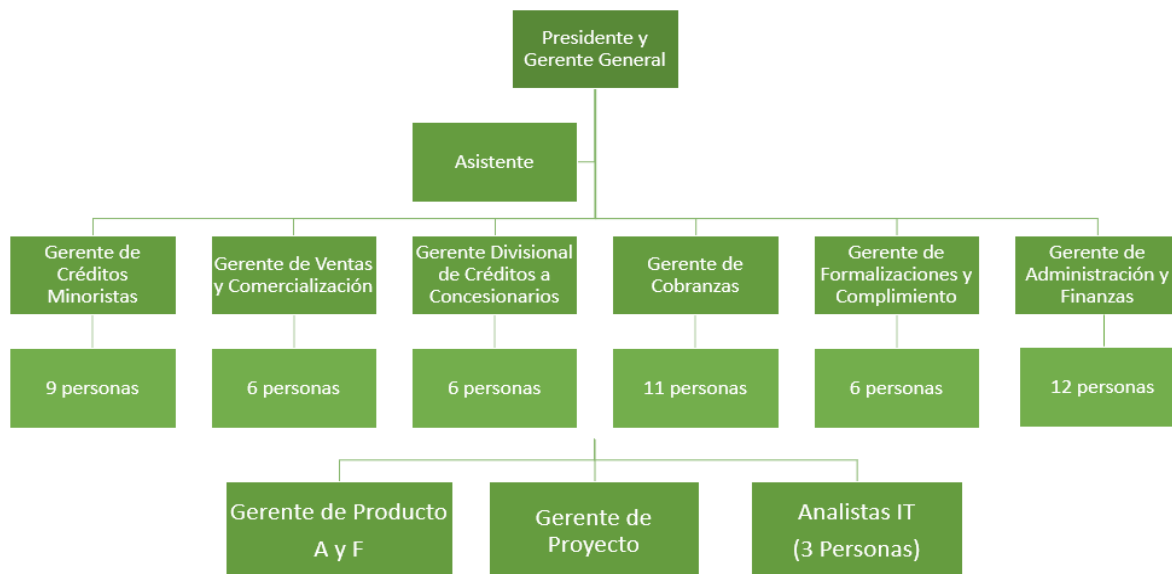 Presidente y
Gerente General
Asistente
Gerente de
Créditos
Minoristas
Gerente de Ventas
y Comercialización
Gerente Divisional
de Créditos a
Concesionarios
Gerente de
Cobranzas
Gerente de
Formalizaciones y
Complimiento
Gerente de
Administración y
Finanzas
9 personas
6 personas
6 personas
11 personas
6 personas
12 personas
Gerente de Producto
A y F
Gerente de
Proyecto
Analistas IT
(3 Personas)